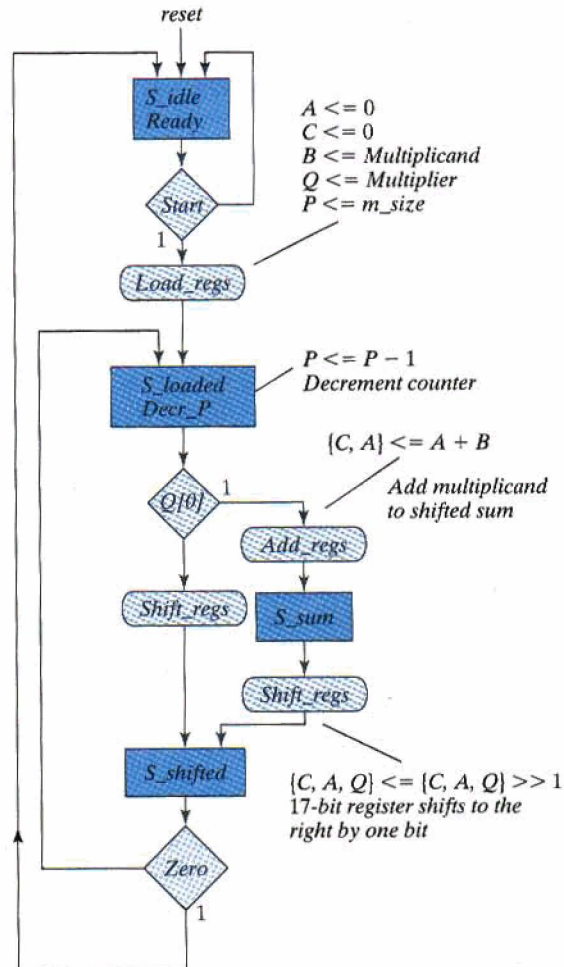 reset
S_idle
Ready
A <= 0
C <= 0
B <= Multiplicand
Q <= Multiplier
P <= m_size
Start
1
Load_regs
S_loaded
Decr_P
P <= P − 1
Decrement counter
{C, A} <= A + B
Add multiplicand
to shifted sum
Q[0]
1
Add_regs
Shift_regs
S_sum
Shift_regs
S_shifted
{C, A, Q} <= {C, A, Q} >> 1
17-bit register shifts to the
right by one bit
Zero
1